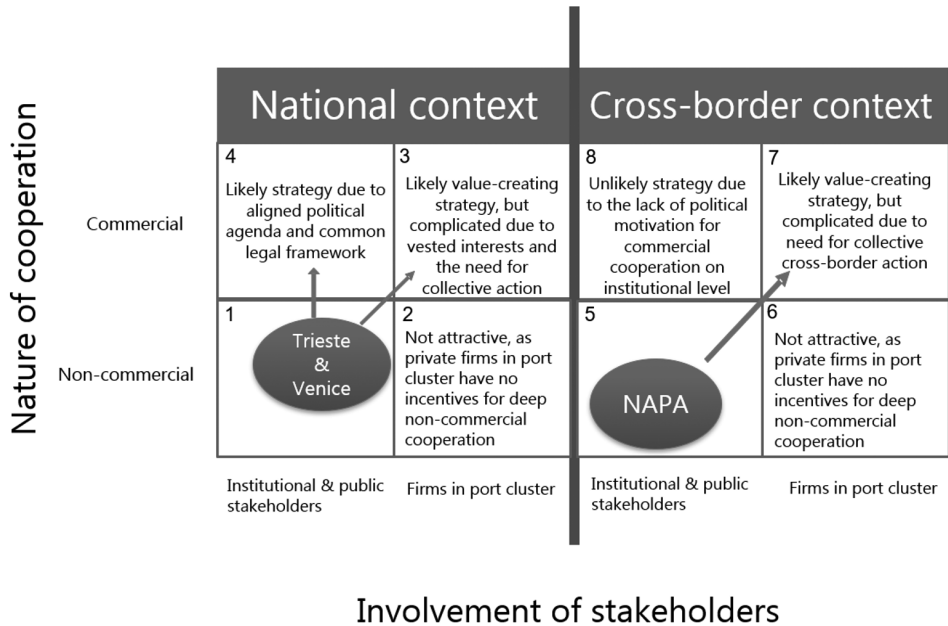 National context
Cross-border context
Nature of cooperation
Commercial
4
Likely strategy due to
aligned political
agenda and common
legal framework
3
Likely value-creating
strategy, but
complicated due to
vested interests and
the need for
collective action
8
Unlikely strategy due
to the lack of political
motivation for
commercial
cooperation on
institutional level
7
Likely value-creating
strategy, but
complicated due to
need for collective
cross-border action
Non-commercial
1
Trieste
&
Venice
2
Not attractive, as
private firms in port
cluster have no
incentives for deep
non-commercial
cooperation
5
NAPA
6
Not attractive, as
private firms in port
cluster have no
incentives for deep
non-commercial
cooperation
Institutional & public
stakeholders
Firms in port cluster
Institutional & public
stakeholders
Firms in port cluster
Involvement of stakeholders